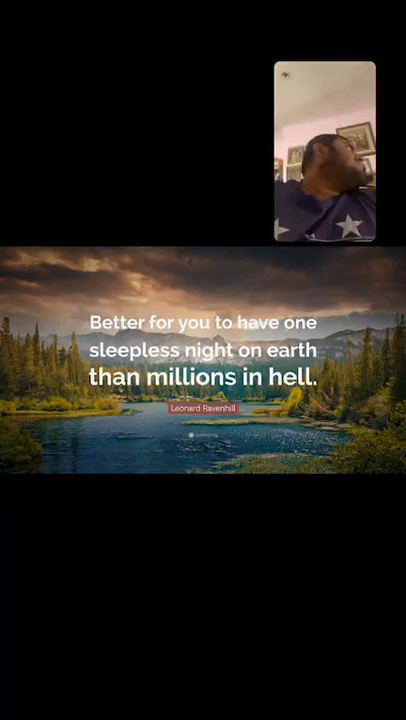 Better for you to have one
sleepless night on earth
than millions in hell.
Leonard Ravenhill